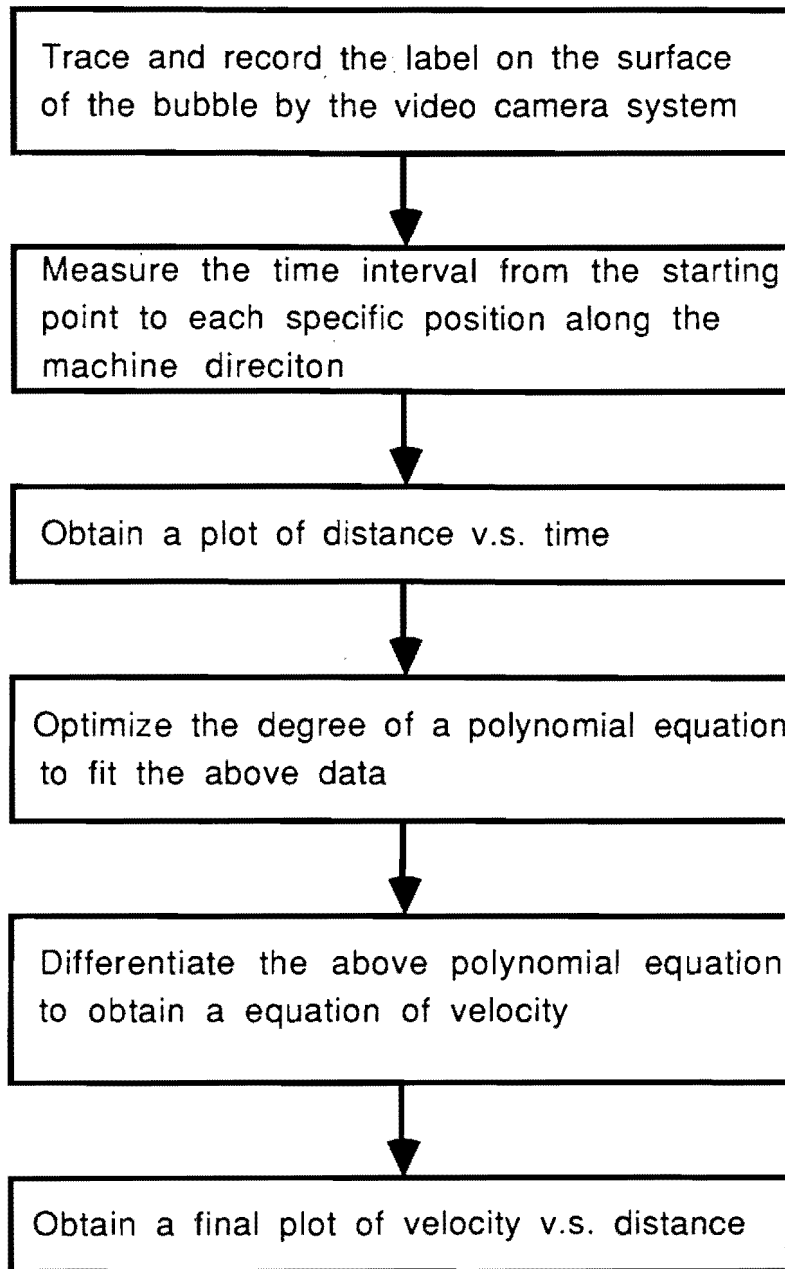 Trace and record the label on the surface
of the bubble by the video camera system
Measure the time interval from the starting
point to each specific position along the
machine direciton
Obtain a plot of distance v.s. time
Optimize the degree of a polynomial equation
to fit the above data
Differentiate the above polynomial equation
to obtain a equation of velocity
Obtain a final plot of velocity v.s. distance